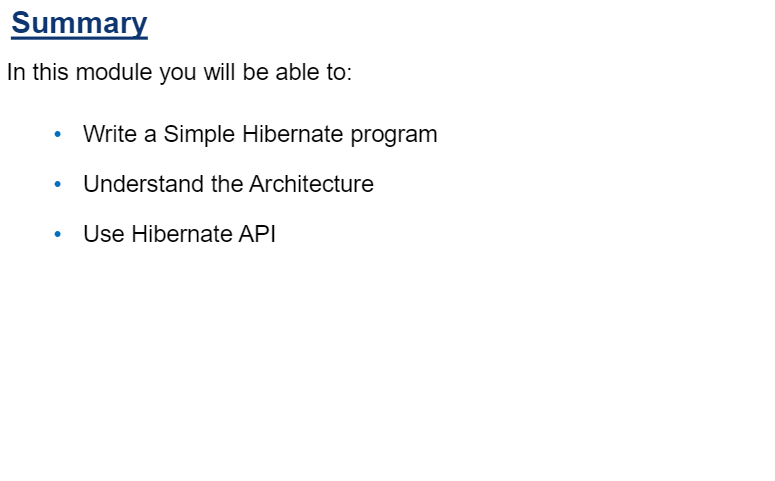 Summary
In this module you will be able to:
• Write a Simple Hibernate program
• Understand the Architecture
• Use Hibernate API